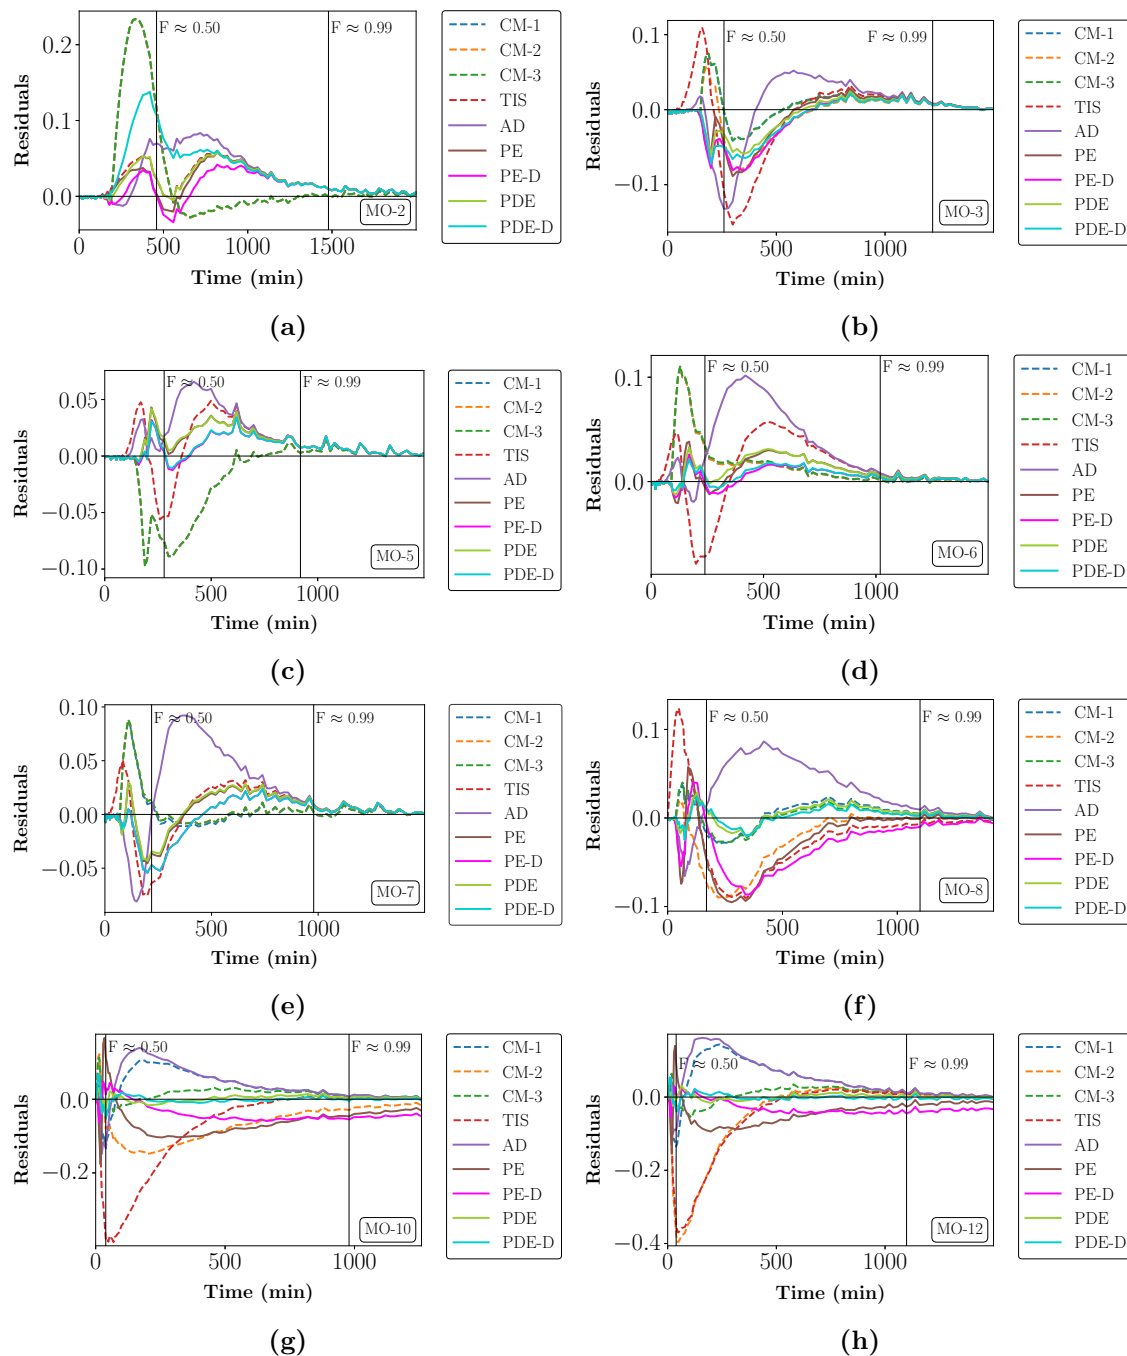 F ≈ 0.50
F ≈ 0.99
0.2
0.1
0.0
Residuals
MO-2
0
500
1000
1500
Time (min)
CM-1
CM-2
CM-3
TIS
AD
PE
PE-D
PDE
PDE-D
(a)
F ≈ 0.50
F ≈ 0.99
0.1
0.0
−0.1
Residuals
MO-3
0
500
1000
Time (min)
CM-1
CM-2
CM-3
TIS
AD
PE
PE-D
PDE
PDE-D
(b)
F ≈ 0.50
F ≈ 0.99
0.05
0.00
−0.05
−0.10
Residuals
MO-5
0
500
1000
Time (min)
CM-1
CM-2
CM-3
TIS
AD
PE
PE-D
PDE
PDE-D
(c)
F ≈ 0.50
F ≈ 0.99
0.1
0.0
Residuals
MO-6
0
500
1000
Time (min)
CM-1
CM-2
CM-3
TIS
AD
PE
PE-D
PDE
PDE-D
(d)
F ≈ 0.50
F ≈ 0.99
0.10
0.05
0.00
−0.05
Residuals
MO-7
0
500
1000
Time (min)
CM-1
CM-2
CM-3
TIS
AD
PE
PE-D
PDE
PDE-D
(e)
F ≈ 0.50
F ≈ 0.99
0.1
0.0
−0.1
Residuals
MO-8
0
500
1000
Time (min)
CM-1
CM-2
CM-3
TIS
AD
PE
PE-D
PDE
PDE-D
(f)
F ≈ 0.50
F ≈ 0.99
0.0
−0.2
Residuals
MO-10
0
500
1000
Time (min)
CM-1
CM-2
CM-3
TIS
AD
PE
PE-D
PDE
PDE-D
(g)
F ≈ 0.50
F ≈ 0.99
0.0
−0.2
−0.4
Residuals
MO-12
0
500
1000
Time (min)
CM-1
CM-2
CM-3
TIS
AD
PE
PE-D
PDE
PDE-D
(h)